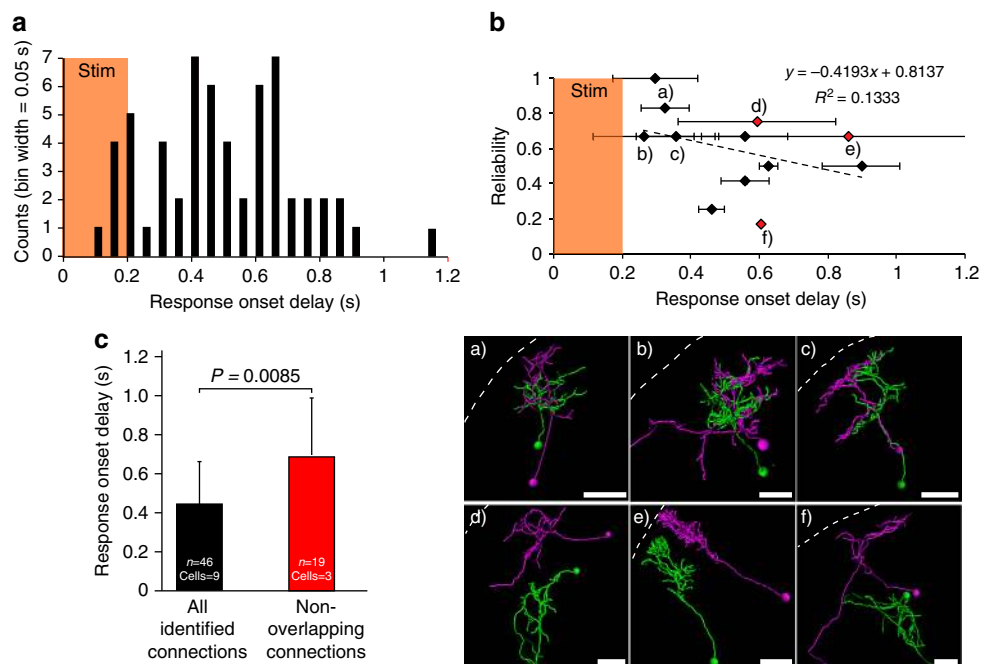 a
Counts (bin width = 0.05 s)
7
6
5
4
3
2
1
0
Stim
0
0.2
0.4
0.6
0.8
1
1.2
Response onset delay (s)
b
Reliability
1
0.8
0.6
0.4
0.2
0
Stim
y = –0.4193x + 0.8137
R² = 0.1333
a)
d)
b)
c)
e)
f)
0
0.2
0.4
0.6
0.8
1
1.2
Response onset delay (s)
c
Response onset delay (s)
1.2
1.0
0.8
0.6
0.4
0.2
0
P = 0.0085
n=46
Cells=9
n=19
Cells=3
All
identified
connections
Non-
overlapping
connections
a)
b)
c)
d)
e)
f)